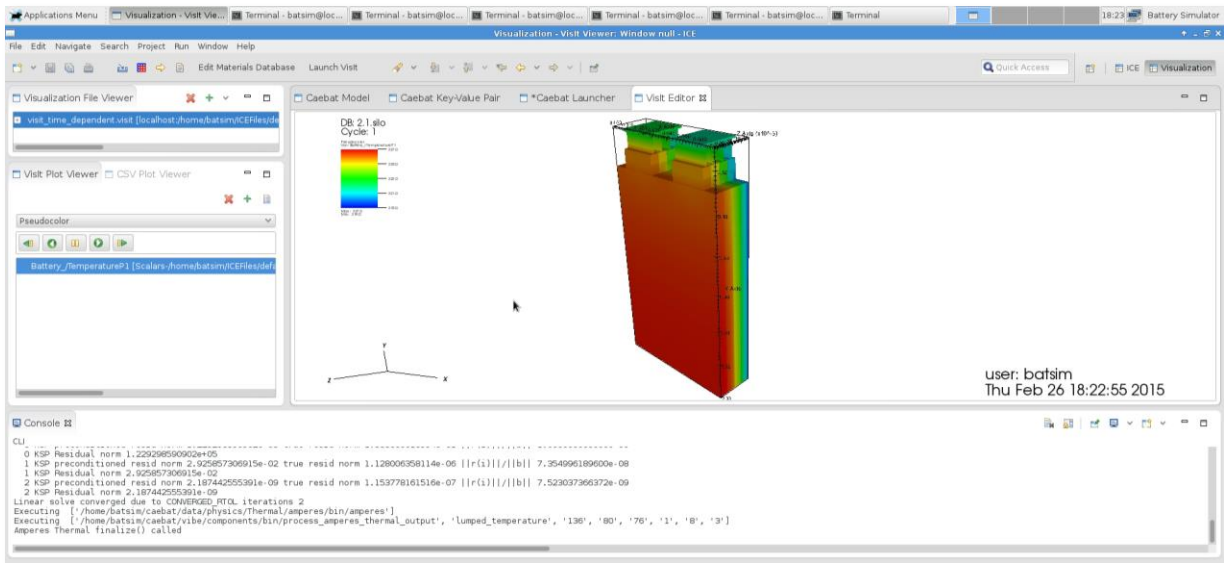 Applications Menu
Visualization - Visit Vie...
Terminal - batsim@loc...
Terminal - batsim@loc...
Terminal - batsim@loc...
Terminal - batsim@loc...
Terminal - batsim@loc...
Terminal
18:23
Battery Simulator
Visualization - VisIt Viewer: Window null - ICE
File Edit Navigate Search Project Run Window Help
Edit Materials Database Launch VisIt
Quick Access
ICE
Visualization
Visualization File Viewer
visit_time_dependent.visit [localhost:/home/batsim/ICEFiles/de
Visit Plot Viewer
CSV Plot Viewer
Pseudocolor
Battery_/TemperatureP1 [Scalars-/home/batsim/ICEFiles/defa
Caebat Model
Caebat Key-Value Pair
*Caebat Launcher
VisIt Editor
DB: 2.1.silo
Cycle: 1
Y
Z
X
user: batsim
Thu Feb 26 18:22:55 2015
Console
CLI
0 KSP Residual norm 1.229298590902e+05
1 KSP preconditioned resid norm 2.925857306915e-02 true resid norm 1.128006358114e-06 ||r(i)||/||b|| 7.354996189600e-08
1 KSP Residual norm 2.925857306915e-02
2 KSP preconditioned resid norm 2.187442555391e-09 true resid norm 1.153778161516e-07 ||r(i)||/||b|| 7.523037366372e-09
2 KSP Residual norm 2.187442555391e-09
Linear solve converged due to CONVERGED_RTOL iterations 2
Executing ['/home/batsim/caebat/data/physics/Thermal/amperes/bin/amperes']
Executing ['/home/batsim/caebat/vibe/components/bin/process_amperes_thermal_output', 'lumped_temperature', '136', '80', '76', '1', '8', '3']
Amperes Thermal finalize() called